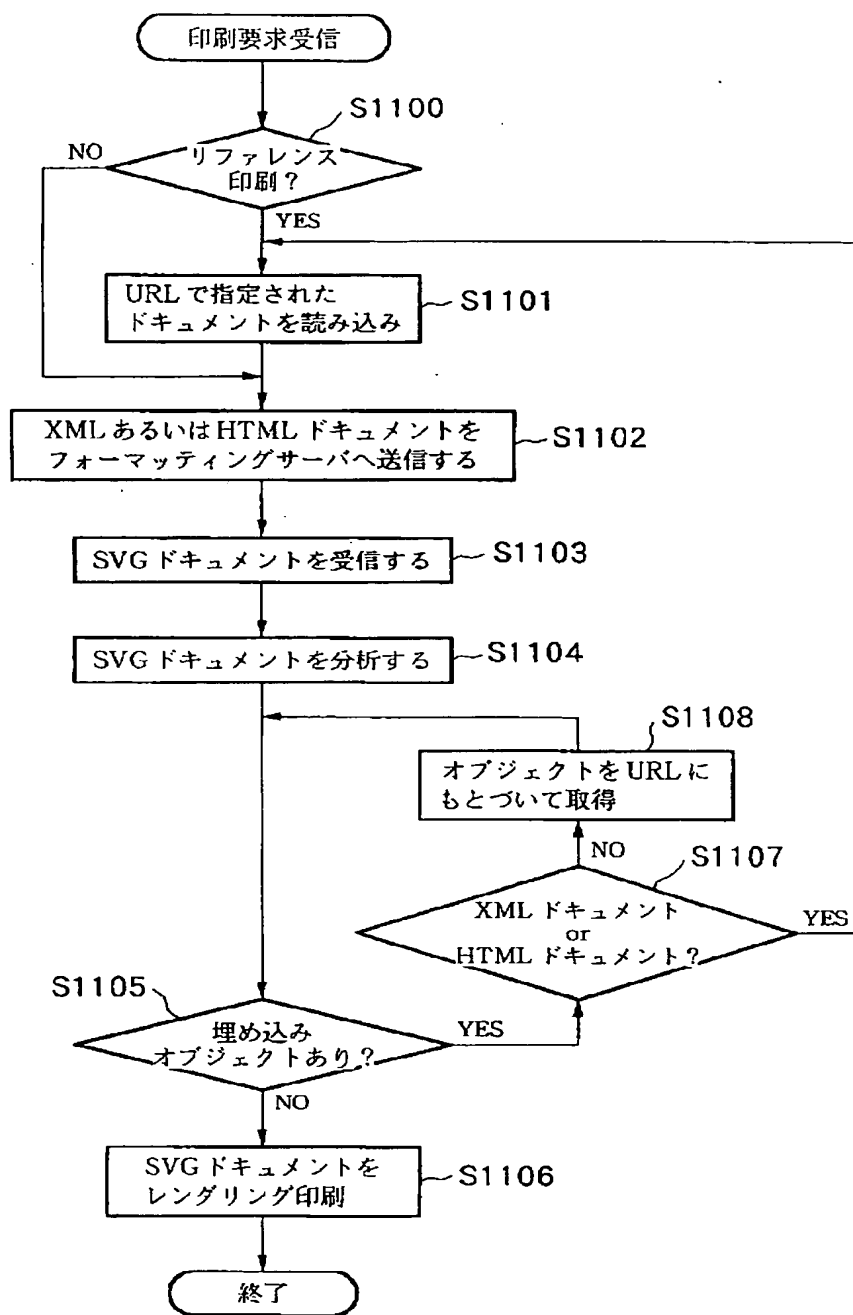 印刷要求受信
S1100
NO
リファレンス
印刷?
YES
URLで指定された
ドキュメントを読み込み
S1101
XMLあるいはHTMLドキュメントを
フォーマッティングサーバへ送信する
S1102
SVGドキュメントを受信する
S1103
SVGドキュメントを分析する
S1104
S1108
オブジェクトをURLに
もとづいて取得
NO
S1107
XMLドキュメント
or
HTMLドキュメント?
YES
S1105
埋め込み
オブジェクトあり?
YES
NO
SVGドキュメントを
レンダリング印刷
S1106
終了